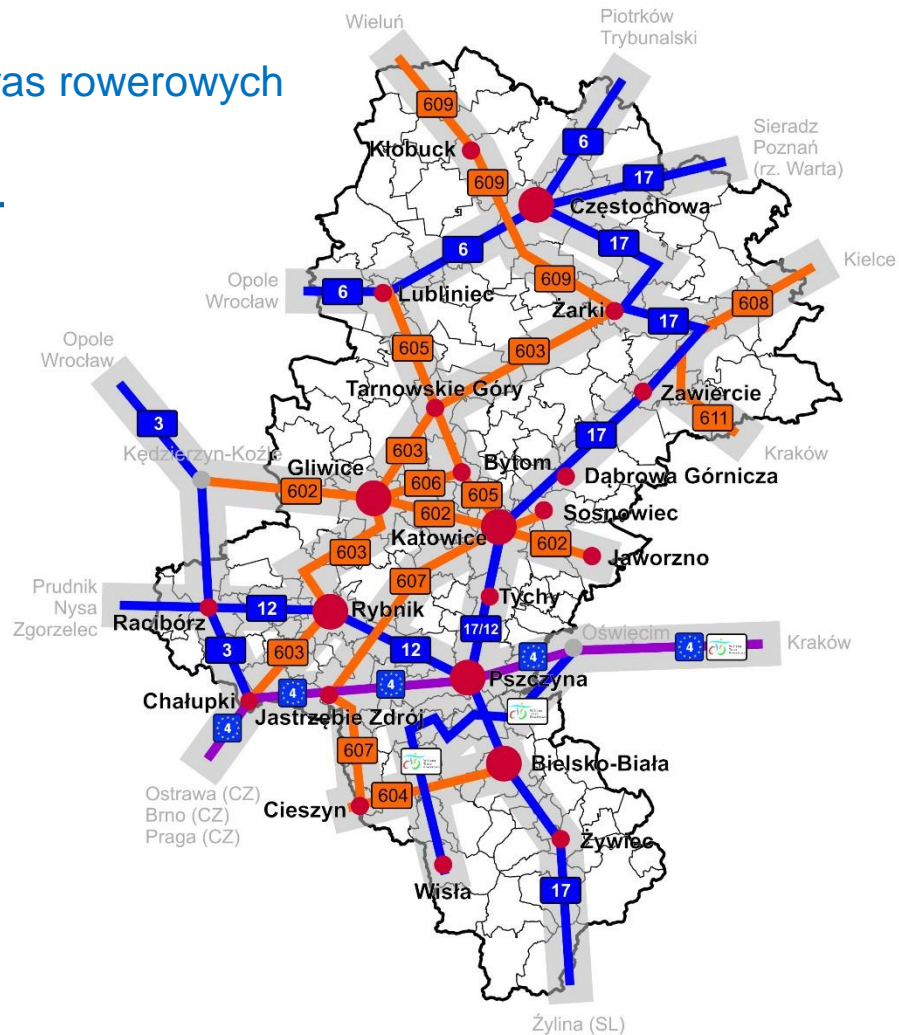 as rowerowych
Wieluń
Piotrków
Trybunalski
609
Kłobuck
6
Sieradz
Poznań
(rz. Warta)
17
609
Częstochowa
6
17
Kielce
Opole
Wrocław
6
Lubliniec
609
608
Żarki
17
Opole
Wrocław
605
603
Tarnowskie Góry
Zawiercie
3
17
611
Kraków
Kędzierzyn-Koźle
603
Gliwice
Bytom
606
Dąbrowa Górnicza
602
605
602
Sosnowiec
Katowice
602
603
Jaworzno
607
Prudnik
Nysa
Zgorzelec
Tychy
12
Rybnik
Racibórz
17/12
Oświęcim
3
603
12
4
4
Kraków
Pszczyna
4
4
Chałupki
Jastrzębie Zdrój
4
607
Bielsko-Biała
Ostrawa (CZ)
Brno (CZ)
Praga (CZ)
604
Cieszyn
Żywiec
Wisła
17
Żylina (SL)